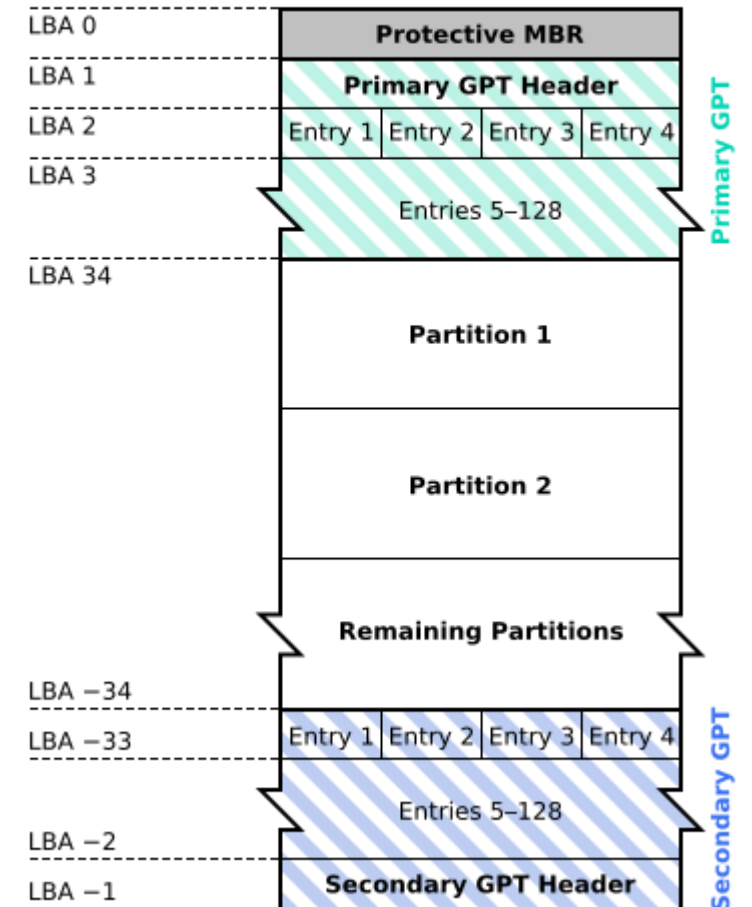 LBA 0
Protective MBR
LBA 1
Primary GPT Header
LBA 2
Entry 1 Entry 2 Entry 3 Entry 4
LBA 3
Entries 5–128
Primary GPT
LBA 34
Partition 1
Partition 2
Remaining Partitions
LBA −34
LBA −33
Entry 1 Entry 2 Entry 3 Entry 4
Entries 5–128
LBA −2
Secondary GPT Header
LBA −1
Secondary GPT